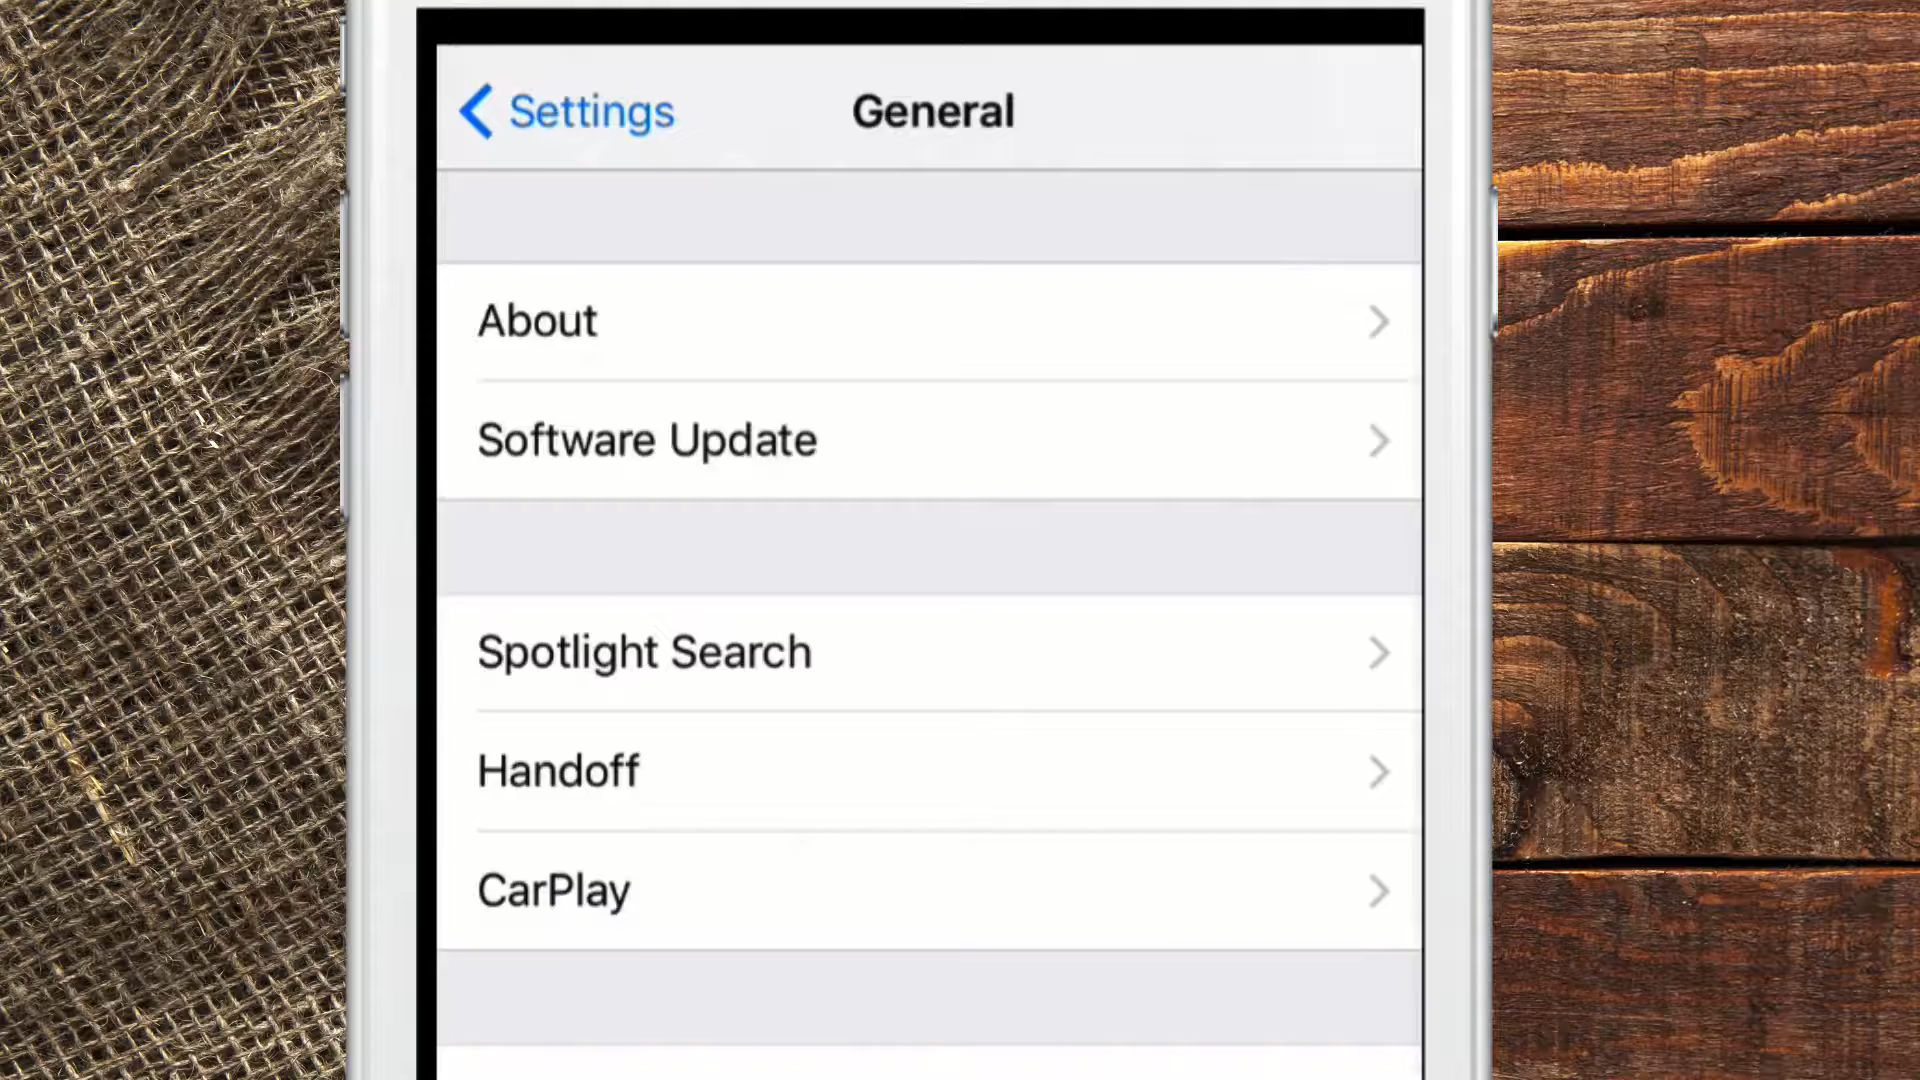 Settings
General
About
Software Update
Spotlight Search
Handoff
CarPlay